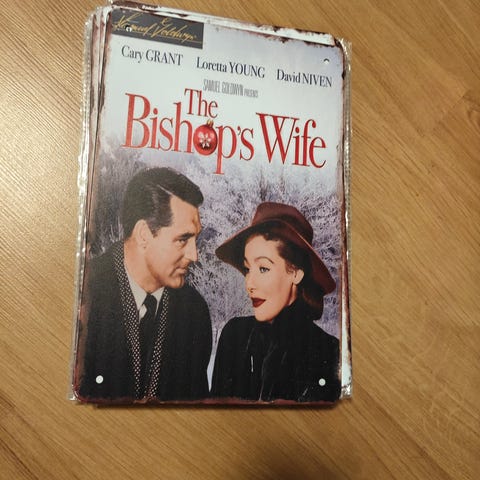 Samuel Goldwyn
Cary GRANT Loretta YOUNG David NIVEN
SAMUEL GOLDWYN PRESENTS
The
Bishop's Wife